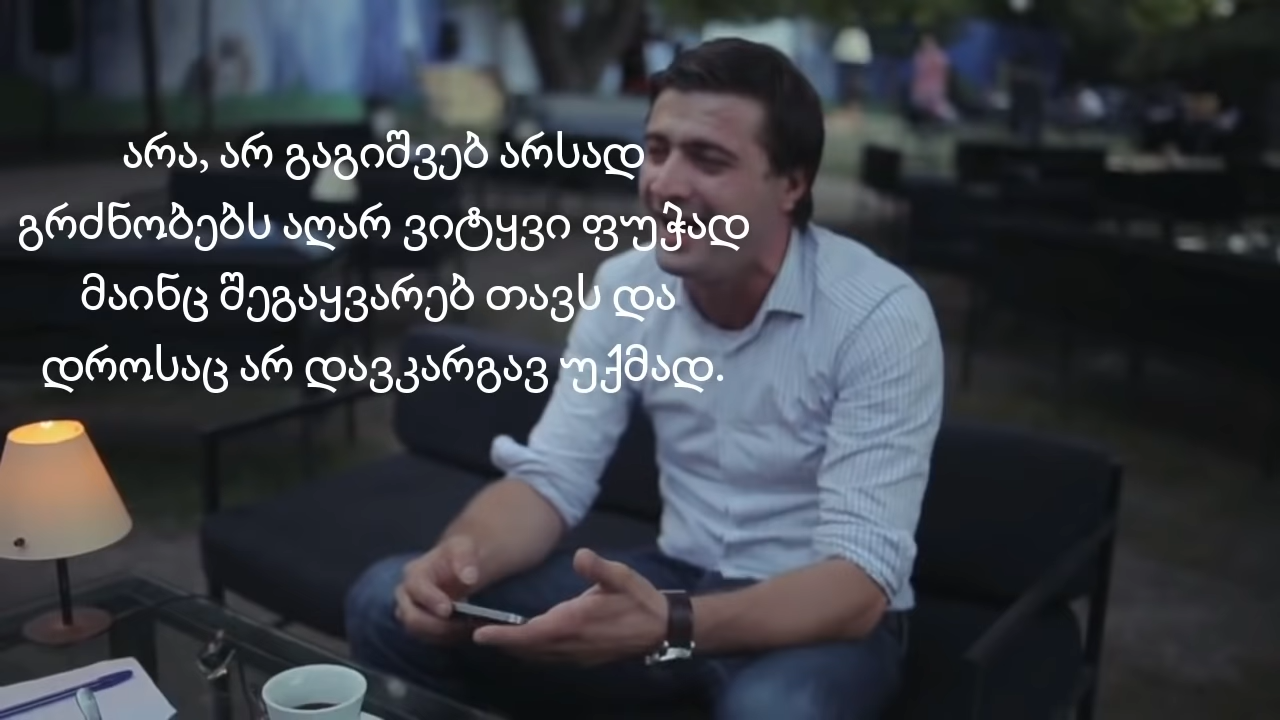 არა, არ გაგიშვებ არსად
გრძნობებს აღარ ვიტყვი ფუჭად
მაინც შეგაყვარებ თავს და
დროსაც არ დავკარგავ უქმად.